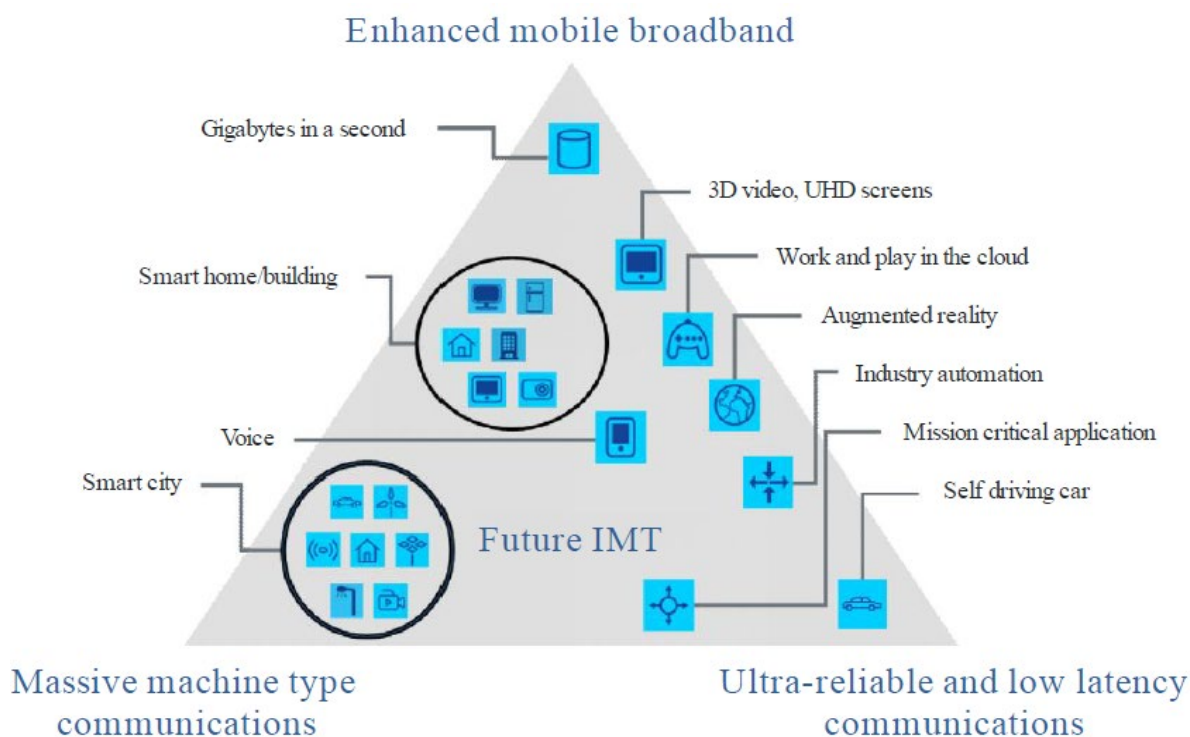 Enhanced mobile broadband
Gigabytes in a second
3D video, UHD screens
Work and play in the cloud
Smart home/building
Augmented reality
Industry automation
Mission critical application
Voice
Smart city
Self driving car
Future IMT
Massive machine type
communications
Ultra-reliable and low latency
communications